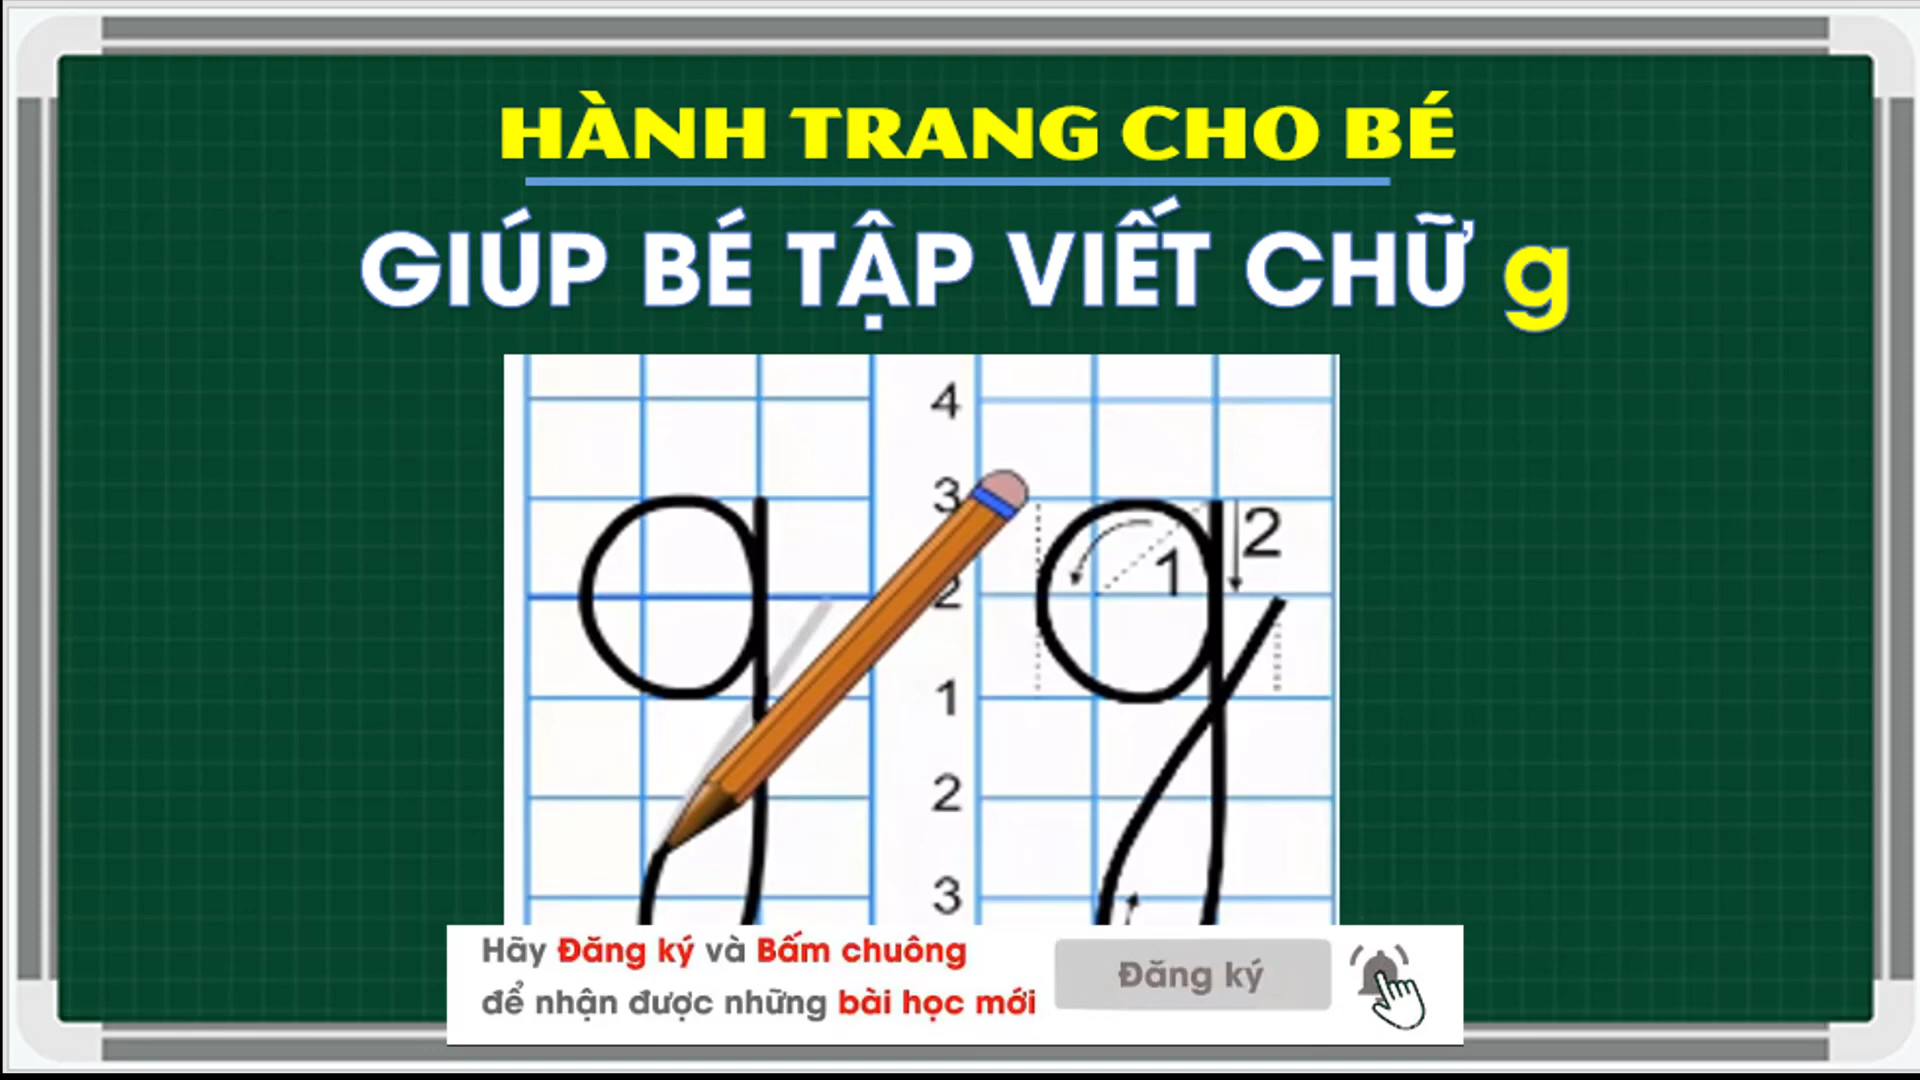 HÀNH TRANG CHO BÉ
GIÚP BÉ TẬP VIẾT CHỮ g
4
3
2
1
2
3
1
2
Hãy Đăng ký và Bấm chuông
để nhận được những bài học mới
Đăng ký